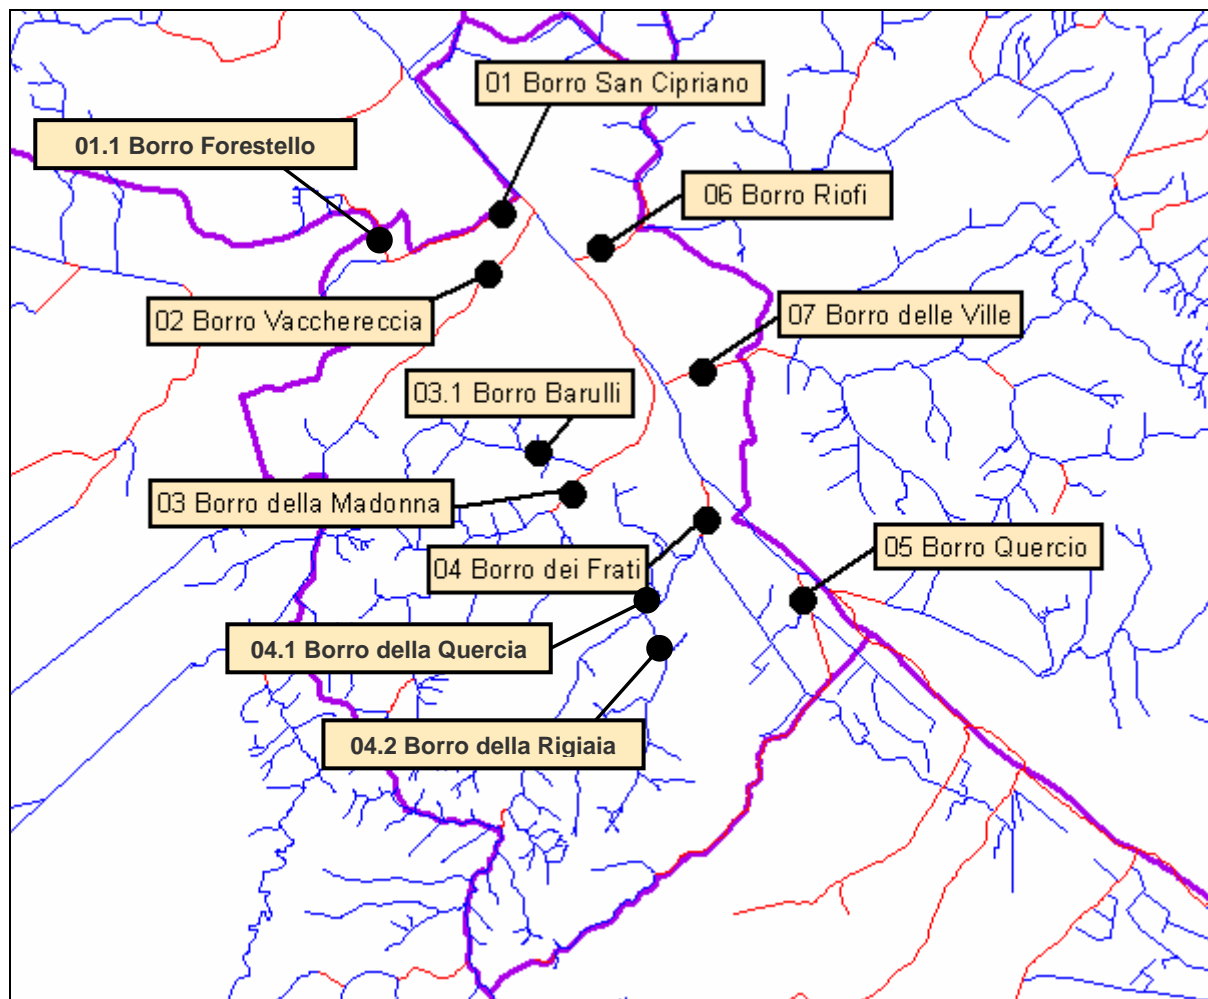 01 Borro San Cipriano
01.1 Borro Forestello
06 Borro Riofi
02 Borro Vacchereccia
07 Borro delle Ville
03.1 Borro Barulli
03 Borro della Madonna
05 Borro Quercio
04 Borro dei Frati
04.1 Borro della Quercia
04.2 Borro della Rigiaia